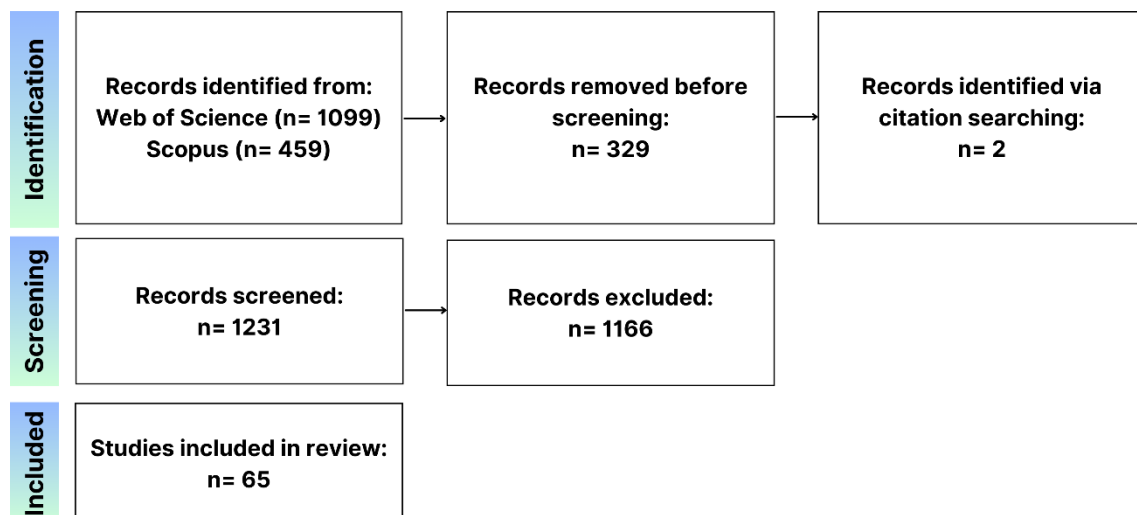 Identification
Records identified from:
Web of Science (n= 1099)
Scopus (n= 459)
Records removed before
screening:
n= 329
Records identified via
citation searching:
n= 2
Screening
Records screened:
n= 1231
Records excluded:
n= 1166
Included
Studies included in review:
n= 65